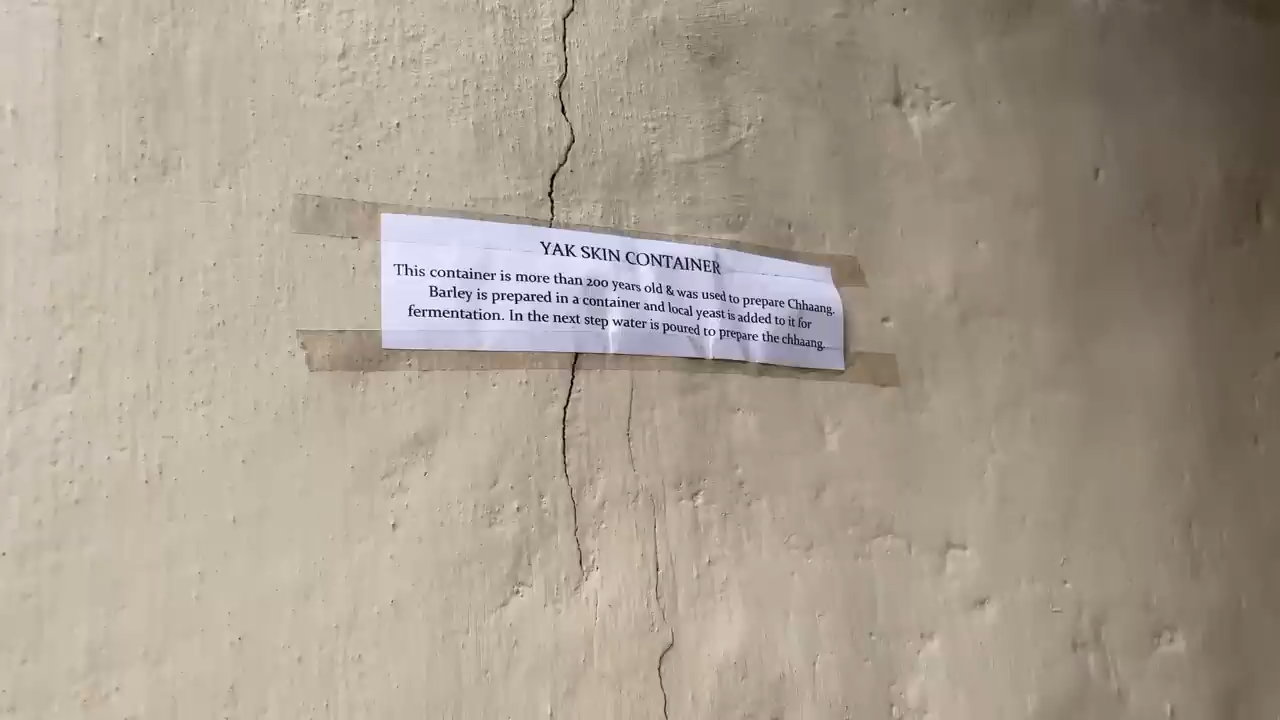 YAK SKIN CONTAINER
This container is more than 200 years old & was used to prepare Chhaang.
Barley is prepared in a container and local yeast is added to it for
fermentation. In the next step water is poured to prepare the chhaang.